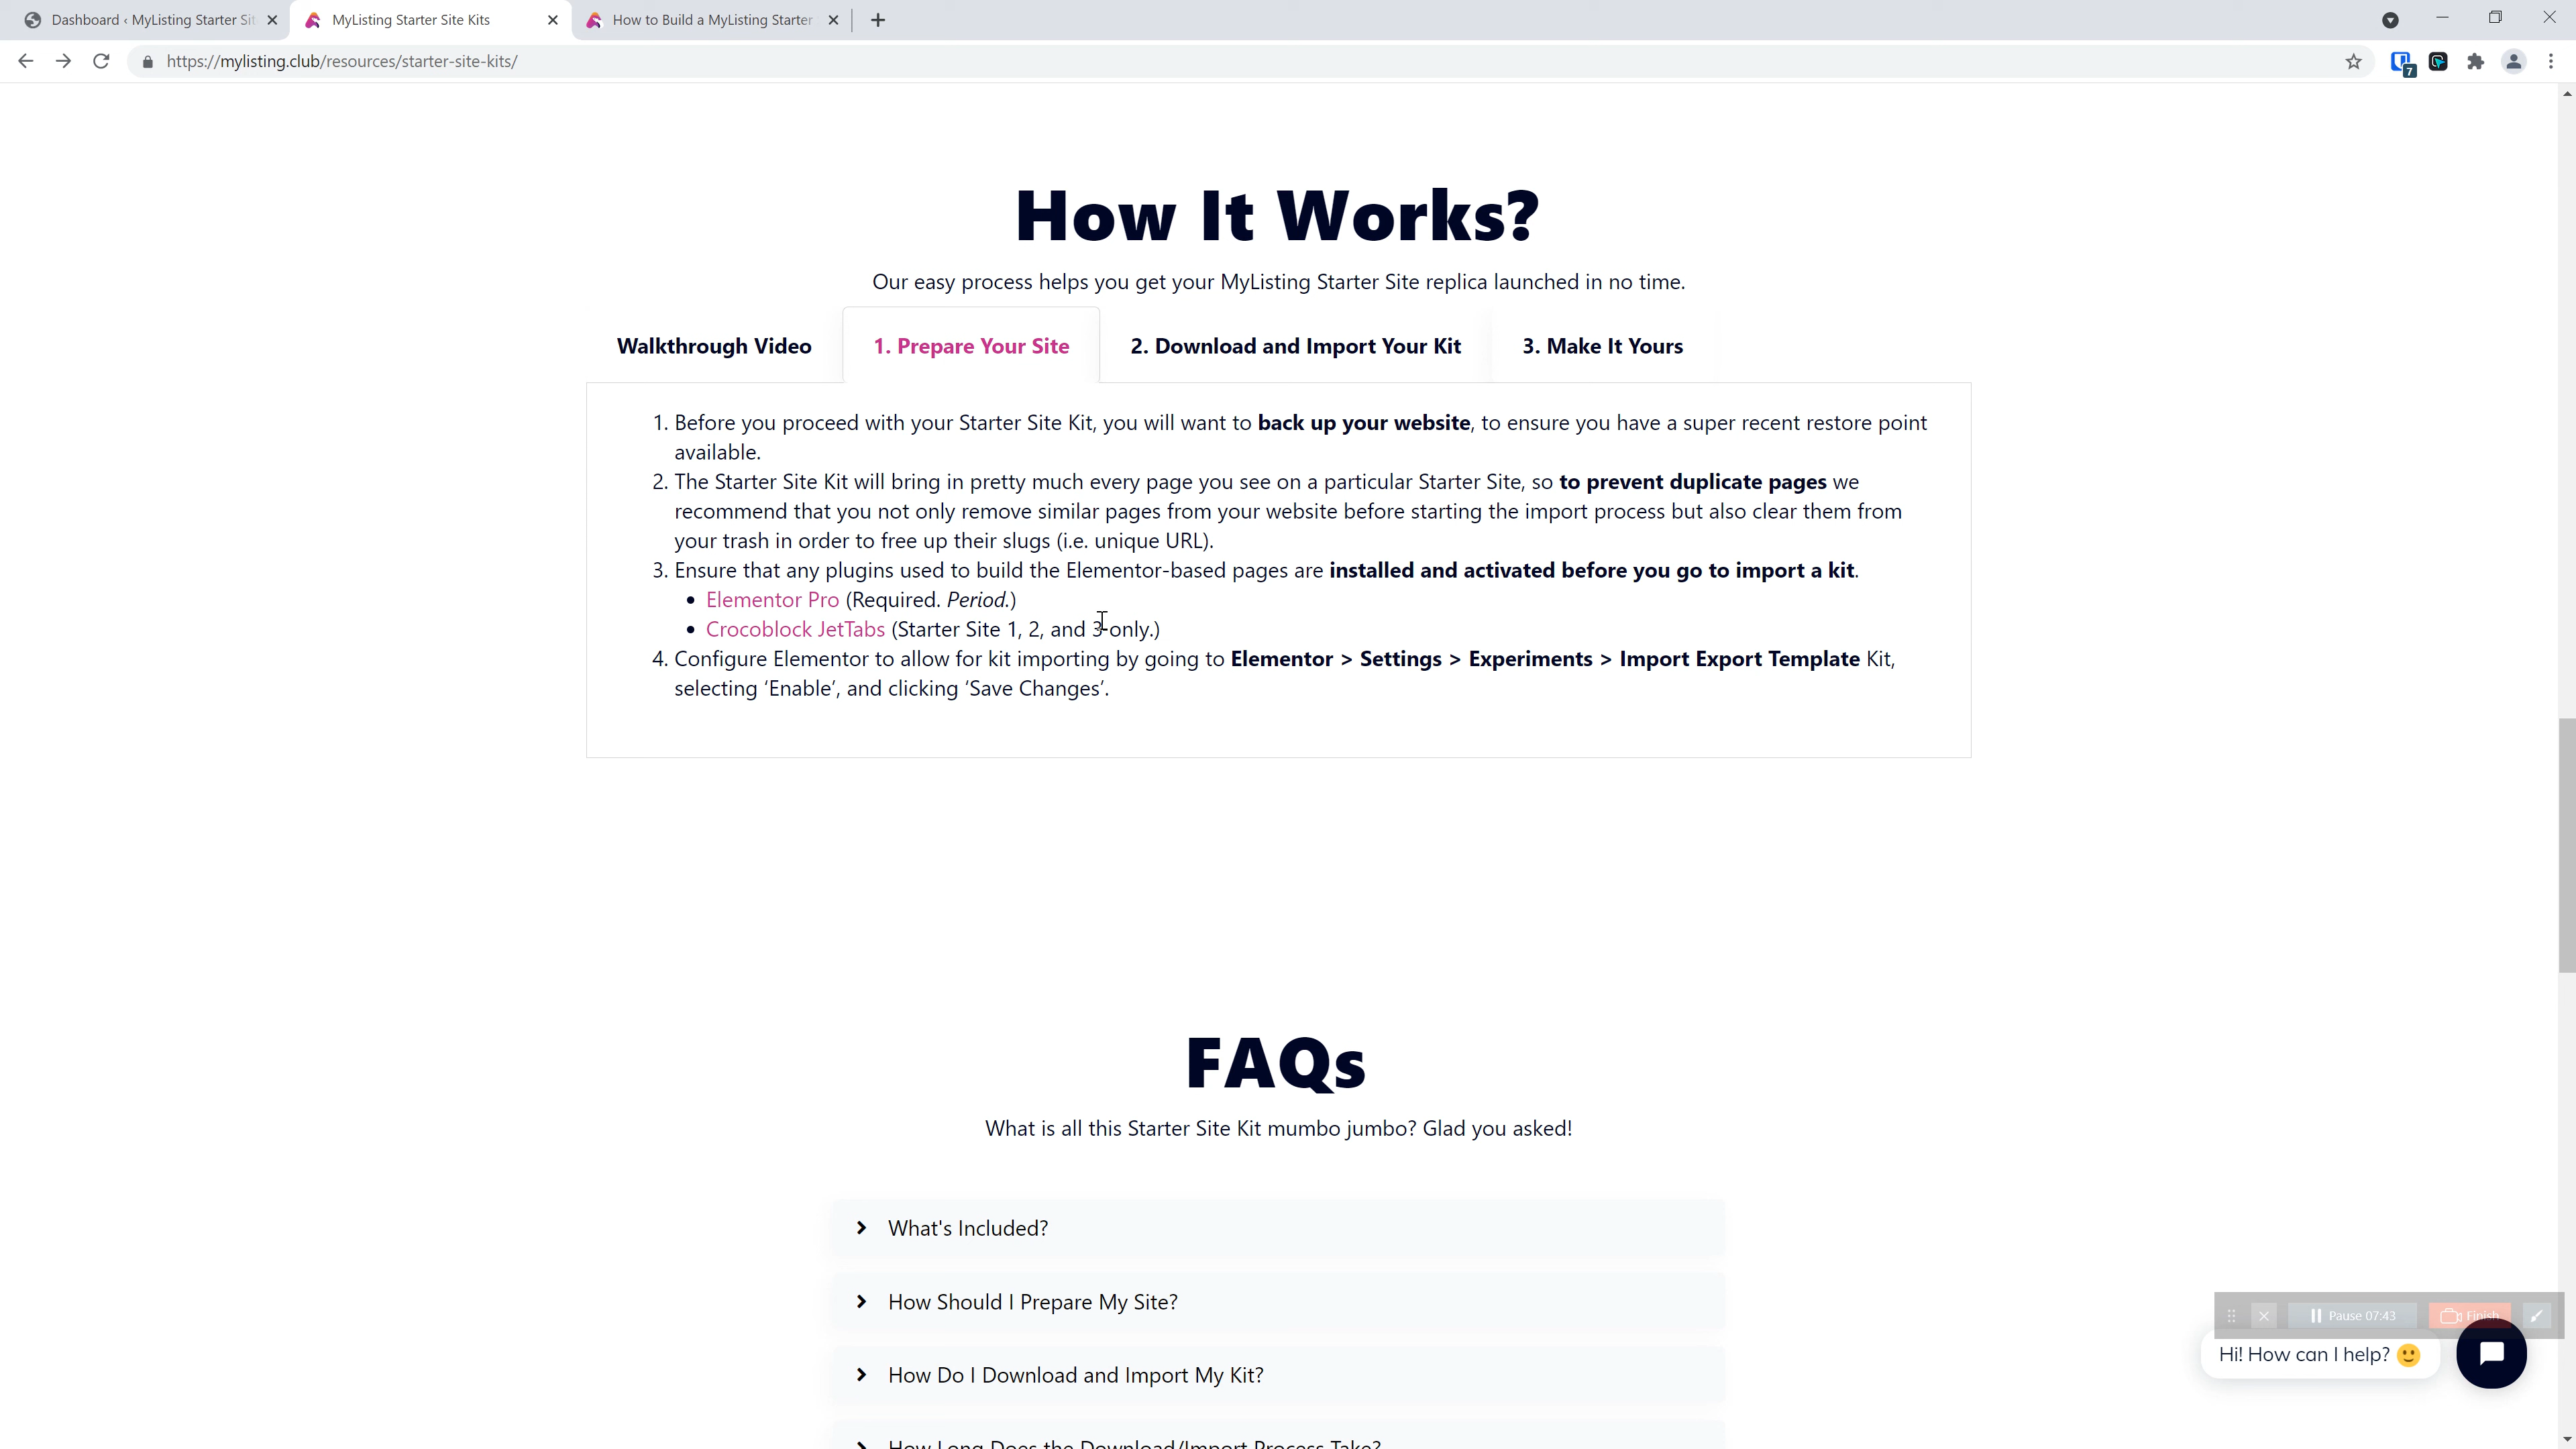 Dashboard ‹ MyListing Starter Sit
MyListing Starter Site Kits
How to Build a MyListing Starter
https://mylisting.club/resources/starter-site-kits/
7
How It Works?
Our easy process helps you get your MyListing Starter Site replica launched in no time.
Walkthrough Video
1. Prepare Your Site
2. Download and Import Your Kit
3. Make It Yours
1. Before you proceed with your Starter Site Kit, you will want to back up your website, to ensure you have a super recent restore point
available.
2. The Starter Site Kit will bring in pretty much every page you see on a particular Starter Site, so to prevent duplicate pages we
recommend that you not only remove similar pages from your website before starting the import process but also clear them from
your trash in order to free up their slugs (i.e. unique URL).
3. Ensure that any plugins used to build the Elementor-based pages are installed and activated before you go to import a kit.
• Elementor Pro (Required. Period.)
• Crocoblock JetTabs (Starter Site 1, 2, and 3 only.)
4. Configure Elementor to allow for kit importing by going to Elementor > Settings > Experiments > Import Export Template Kit,
selecting ‘Enable’, and clicking ‘Save Changes’.
FAQs
What is all this Starter Site Kit mumbo jumbo? Glad you asked!
What's Included?
How Should I Prepare My Site?
How Do I Download and Import My Kit?
How Long Does the Download/Import Process Take?
Pause 07:43
Finish
Hi! How can I help? 🙂